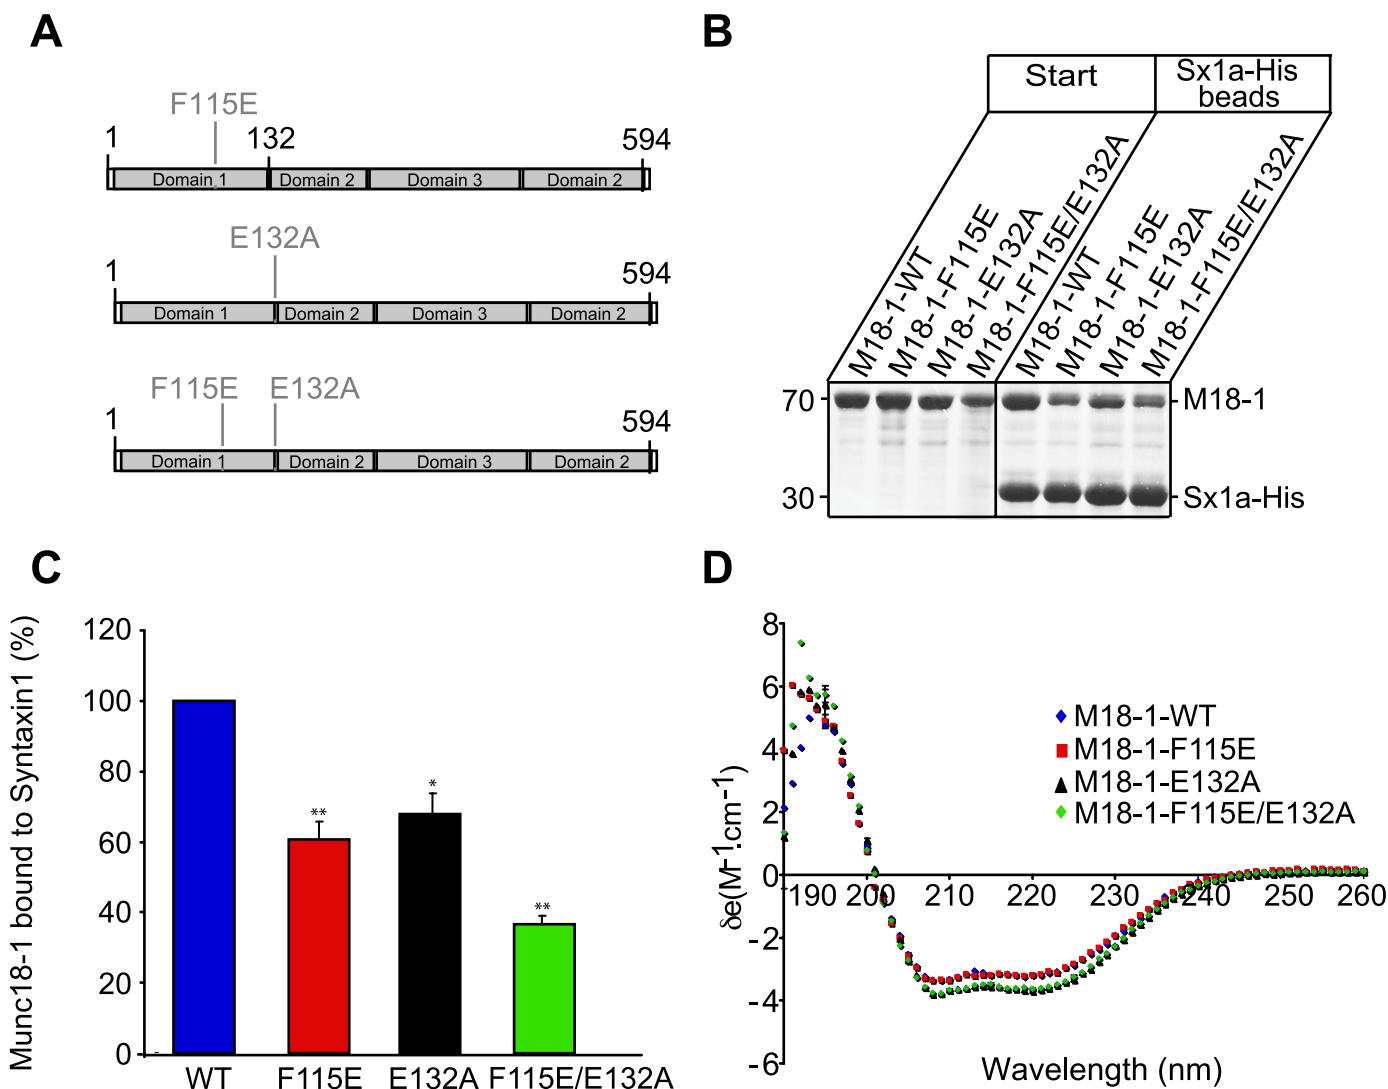 A
F115E
1
132
594
Domain 1
Domain 2
Domain 3
Domain 2
E132A
1
594
Domain 1
Domain 2
Domain 3
Domain 2
F115E
E132A
1
594
Domain 1
Domain 2
Domain 3
Domain 2
B
Start
Sx1a-His
beads
M18-1-WT
M18-1-F115E
M18-1-E132A
M18-1-F115E/E132A
M18-1-WT
M18-1-F115E
M18-1-E132A
M18-1-F115E/E132A
70
M18-1
30
Sx1a-His
C
Munc18-1 bound to Syntaxin1 (%)
120
100
80
60
40
20
0
**
*
**
WT
F115E
E132A
F115E/E132A
D
δe(M-1.cm-1)
8
6
4
2
0
-2
-4
-6
190
200
210
220
230
240
250
260
M18-1-WT
M18-1-F115E
M18-1-E132A
M18-1-F115E/E132A
Wavelength (nm)